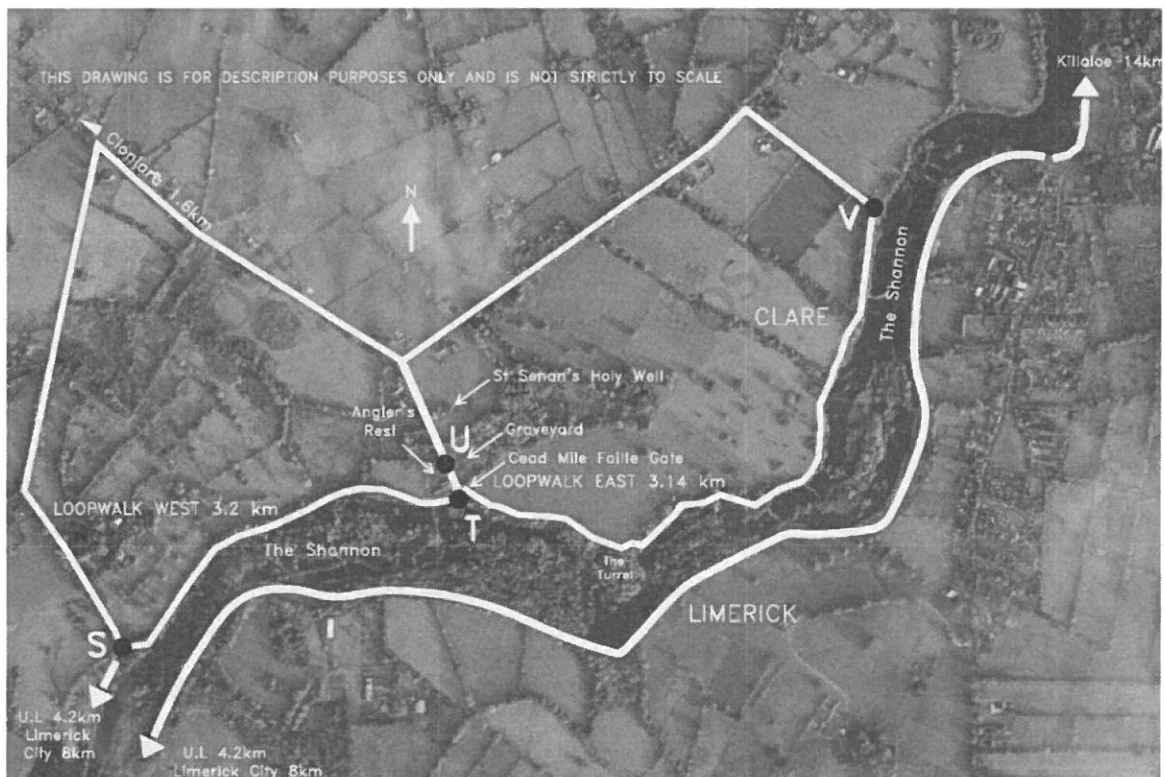 THIS DRAWING IS FOR DESCRIPTION PURPOSES ONLY AND IS NOT STRICTLY TO SCALE
Killaloe 14km
Clonlara 1.6km
N
V
The Shannon
CLARE
St Senan's Holy Well
Angler's
Rest
U
Graveyard
Cead Mile Failte Gate
LOOPWALK EAST 3.14 km
LOOPWALK WEST 3.2 km
T
The Shannon
The
Turret
LIMERICK
S
U.L 4.2km
Limerick
City 8km
U.L 4.2km
Limerick City 8km